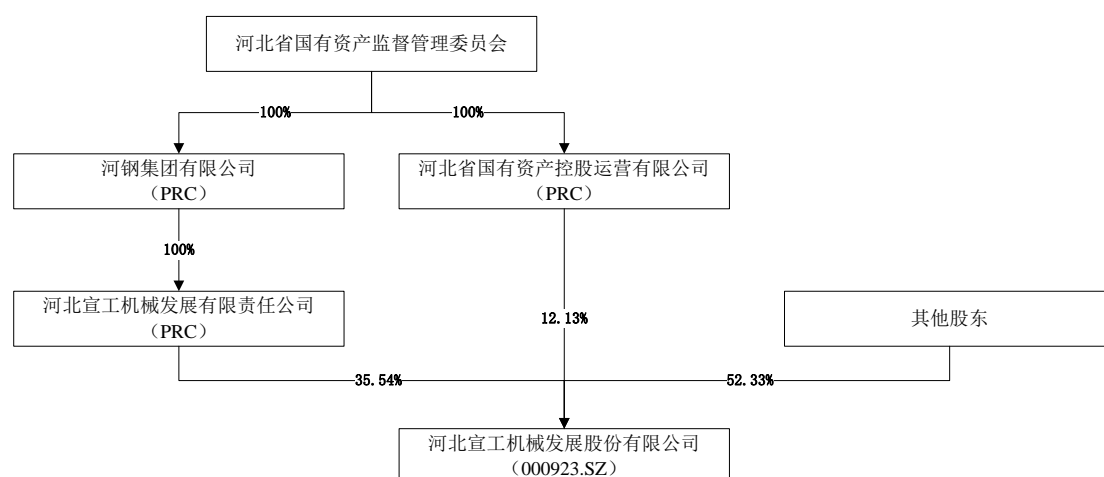 河北省国有资产监督管理委员会
100%
100%
河钢集团有限公司
（PRC）
河北省国有资产控股运营有限公司
（PRC）
100%
河北宣工机械发展有限责任公司
（PRC）
12.13%
其他股东
35.54%
52.33%
河北宣工机械发展股份有限公司
（000923.SZ）